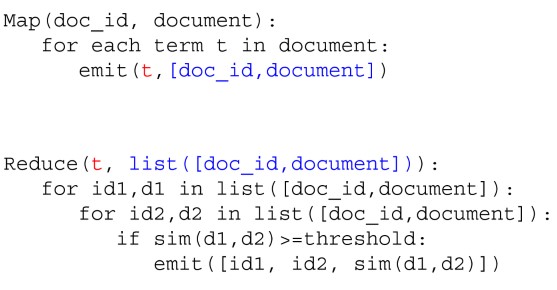 Map(doc_id, document):
for each term t in document:
emit(t,[doc_id,document])
Reduce(t, list([doc_id,document])):
for id1,d1 in list([doc_id,document]):
for id2,d2 in list([doc_id,document]):
if sim(d1,d2)>=threshold:
emit([id1, id2, sim(d1,d2)])